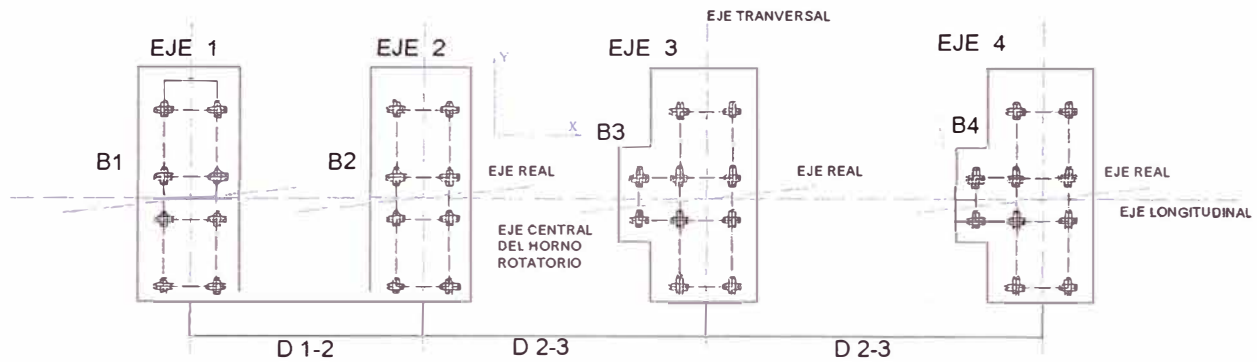 EJE TRANVERSAL
EJE 1
EJE 2
EJE 3
EJE 4
Y
X
B1
B2
B3
B4
EJE REAL
EJE REAL
EJE REAL
EJE LONGITUDINAL
EJE CENTRAL
DEL HORNO
ROTATORIO
D 1-2
D 2-3
D 2-3